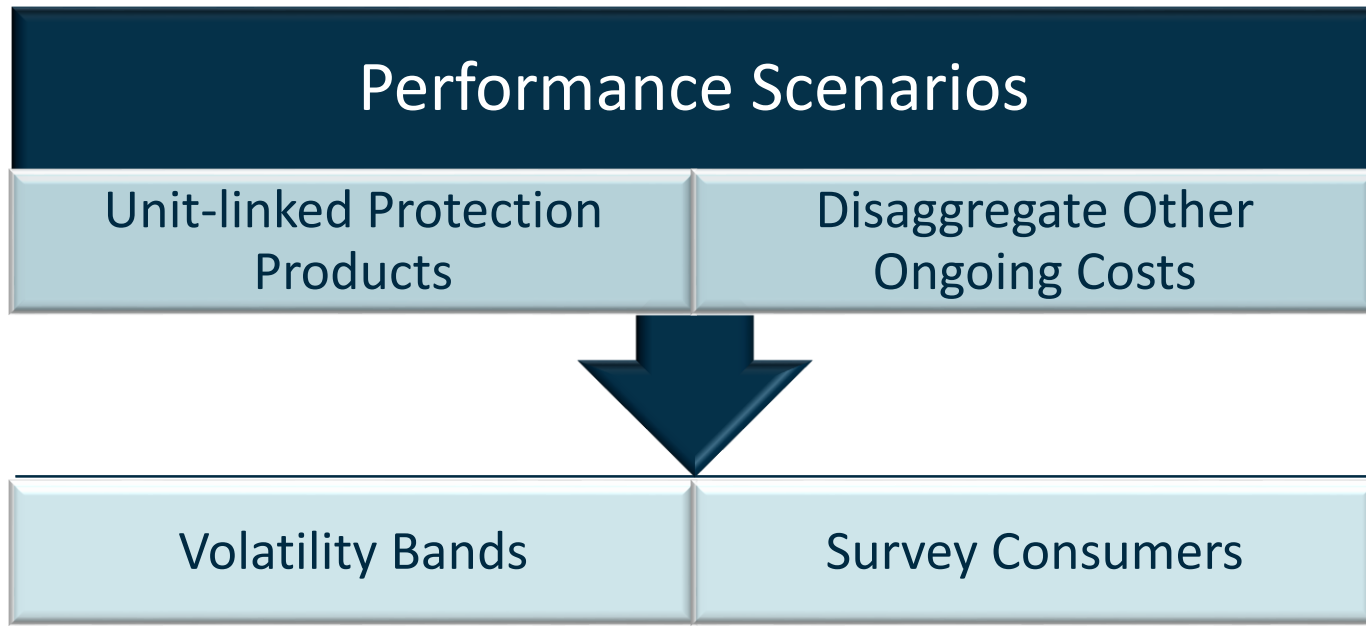 Performance Scenarios
Unit-linked Protection
Products
Disaggregate Other
Ongoing Costs
Volatility Bands
Survey Consumers